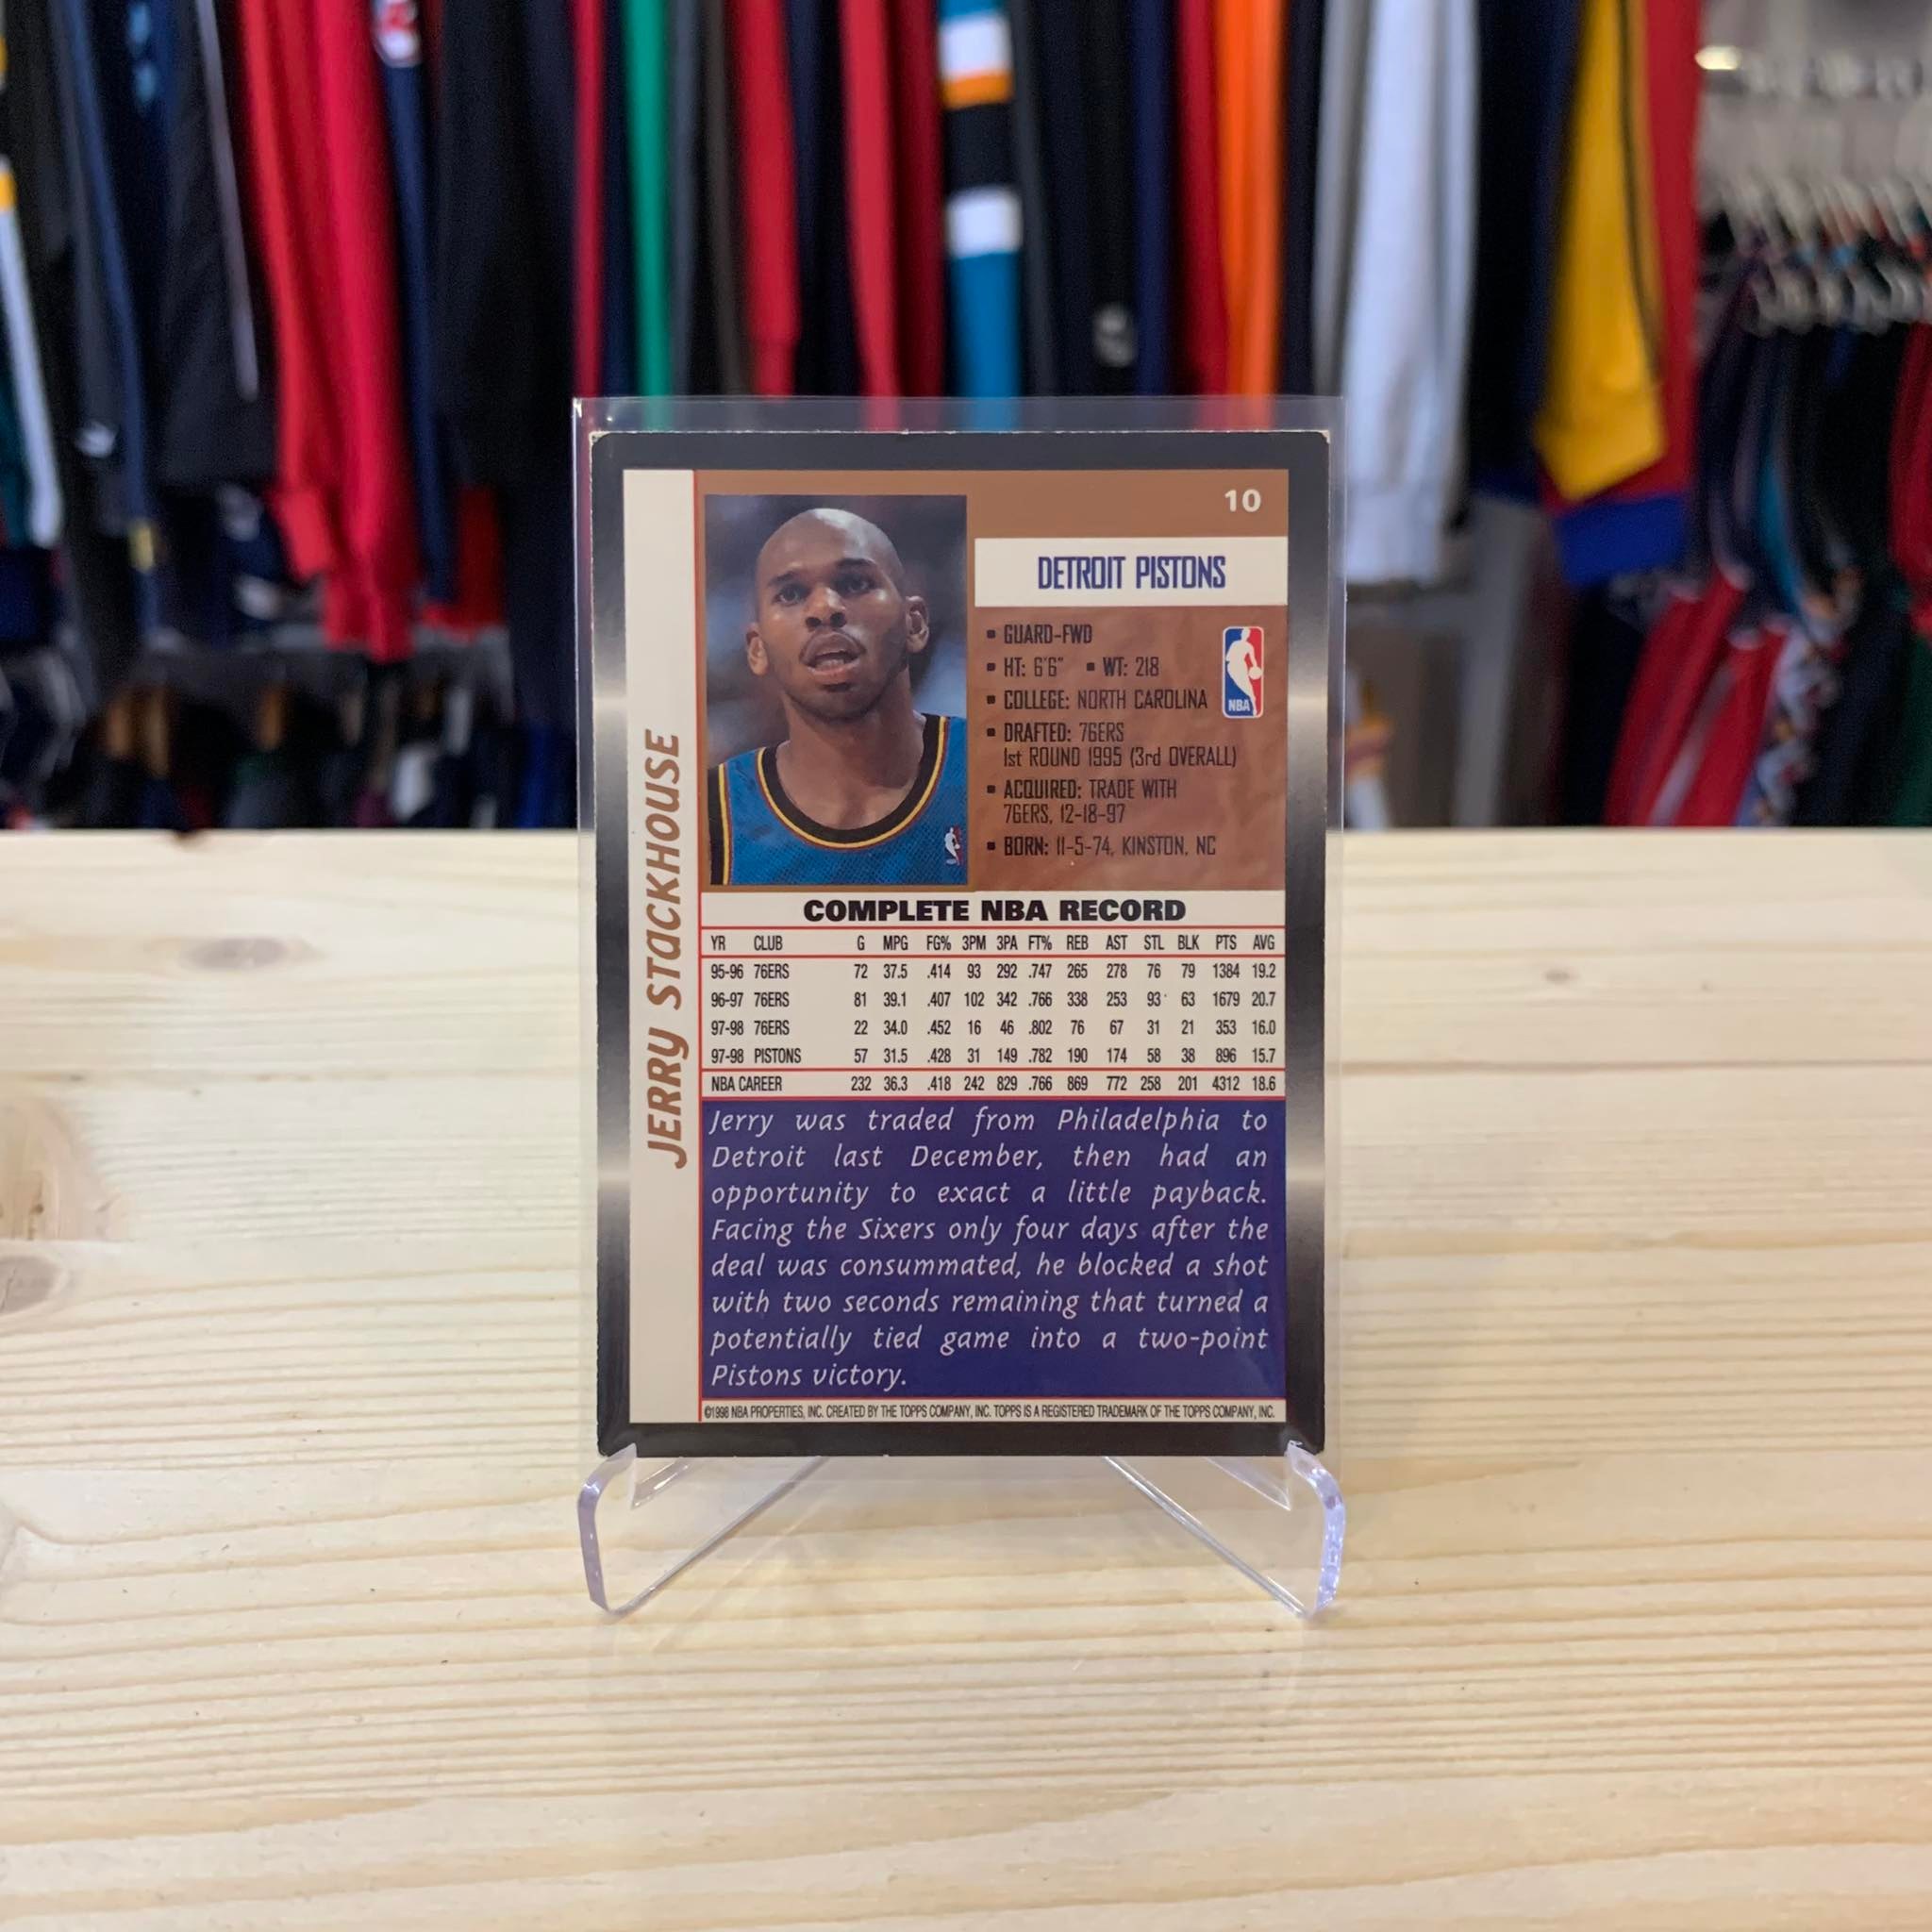 10
DETROIT PISTONS
▪ GUARD-FWD
▪ HT: 6'6" ▪ WT: 218
▪ COLLEGE: NORTH CAROLINA
▪ DRAFTED: 76ERS
1st ROUND 1995 (3rd OVERALL)
▪ ACQUIRED: TRADE WITH
76ERS, 12-18-97
▪ BORN: 11-5-74, KINSTON, NC
NBA
JERRY STACKHOUSE
COMPLETE NBA RECORD
YR CLUB G MPG FG% 3PM 3PA FT% REB AST STL BLK PTS AVG
95-96 76ERS 72 37.5 .414 93 292 .747 265 278 76 79 1384 19.2
96-97 76ERS 81 39.1 .407 102 342 .766 338 253 93 63 1679 20.7
97-98 76ERS 22 34.0 .452 16 46 .802 76 67 31 21 353 16.0
97-98 PISTONS 57 31.5 .428 31 149 .782 190 174 58 38 896 15.7
NBA CAREER 232 36.3 .418 242 829 .766 869 772 258 201 4312 18.6
Jerry was traded from Philadelphia to
Detroit last December, then had an
opportunity to exact a little payback.
Facing the Sixers only four days after the
deal was consummated, he blocked a shot
with two seconds remaining that turned a
potentially tied game into a two-point
Pistons victory.
©1998 NBA PROPERTIES, INC. CREATED BY THE TOPPS COMPANY, INC. TOPPS IS A REGISTERED TRADEMARK OF THE TOPPS COMPANY, INC.